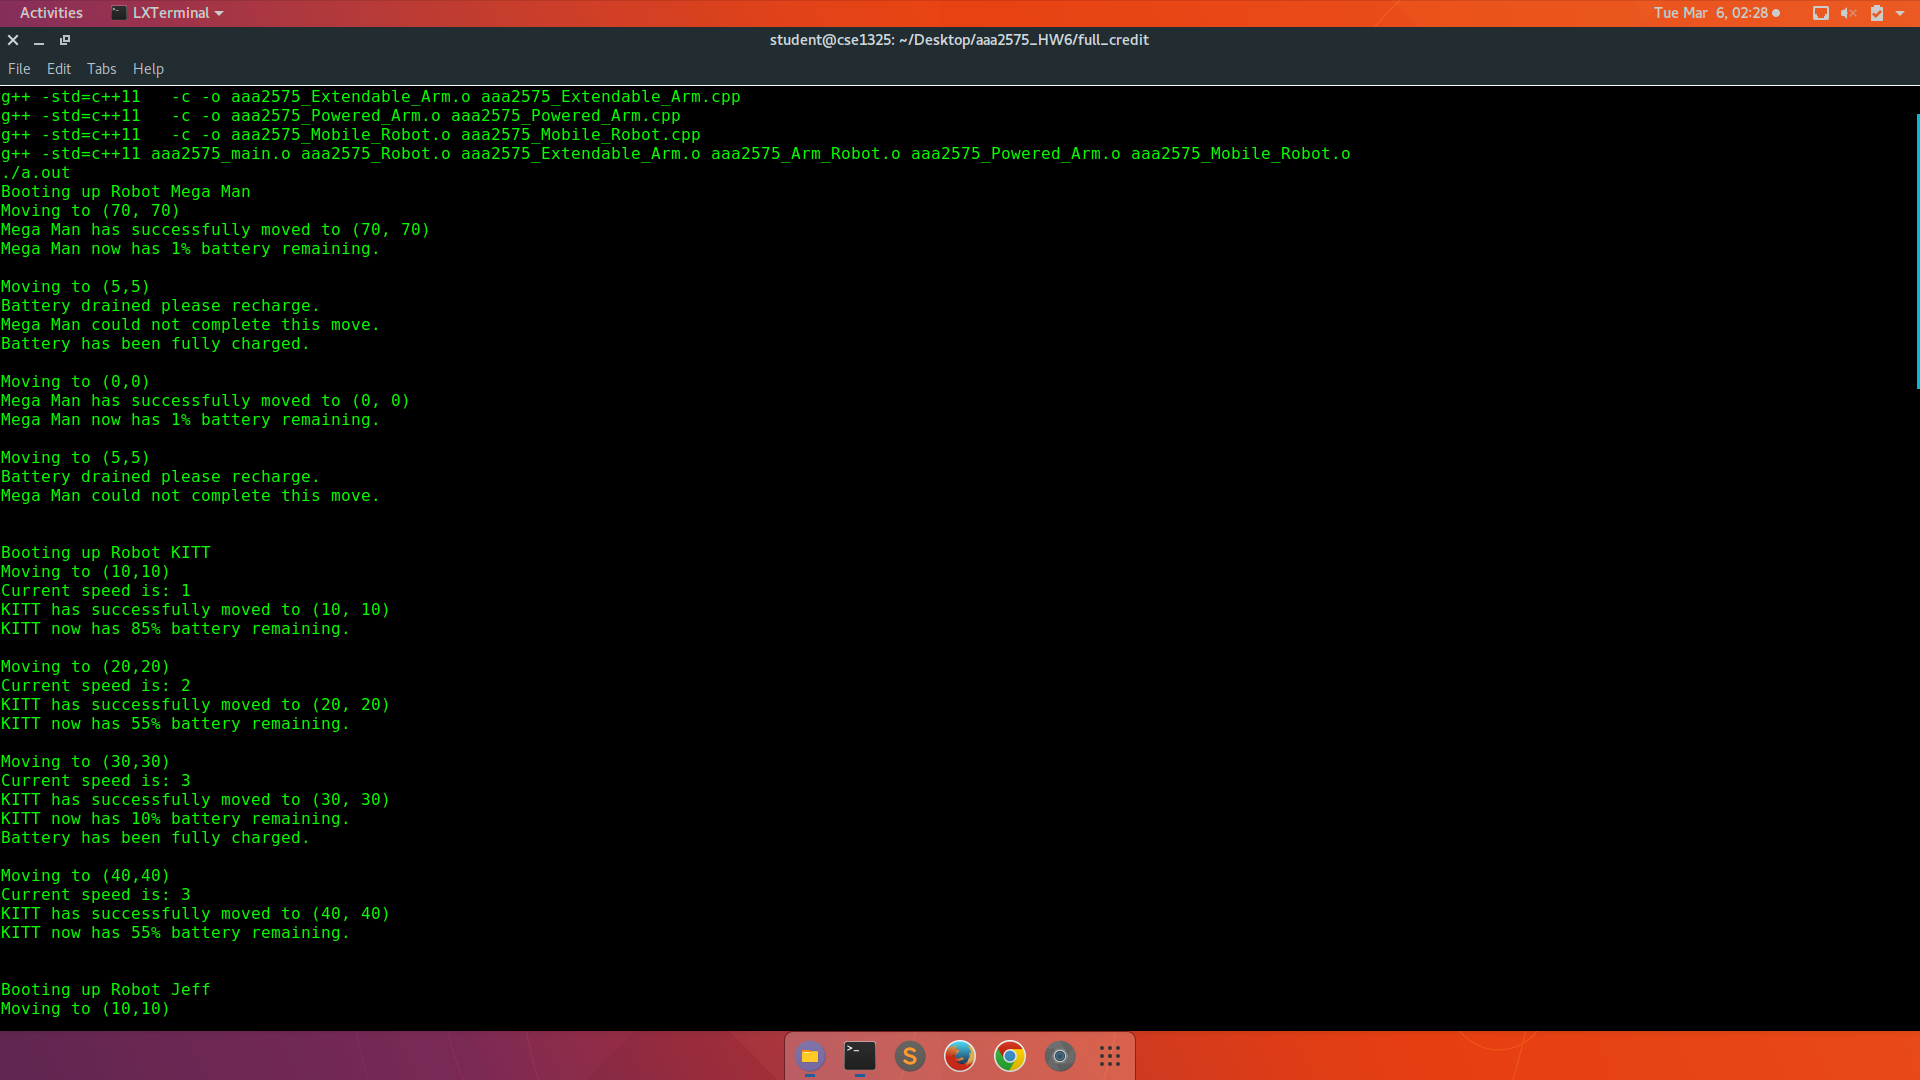 Activities LXTerminal Tue Mar 6, 02:28
student@cse1325: ~/Desktop/aaa2575_HW6/full_credit
File Edit Tabs Help
g++ -std=c++11   -c -o aaa2575_Extendable_Arm.o aaa2575_Extendable_Arm.cpp
g++ -std=c++11   -c -o aaa2575_Powered_Arm.o aaa2575_Powered_Arm.cpp
g++ -std=c++11   -c -o aaa2575_Mobile_Robot.o aaa2575_Mobile_Robot.cpp
g++ -std=c++11 aaa2575_main.o aaa2575_Robot.o aaa2575_Extendable_Arm.o aaa2575_Arm_Robot.o aaa2575_Powered_Arm.o aaa2575_Mobile_Robot.o
./a.out
Booting up Robot Mega Man
Moving to (70, 70)
Mega Man has successfully moved to (70, 70)
Mega Man now has 1% battery remaining.
Moving to (5,5)
Battery drained please recharge.
Mega Man could not complete this move.
Battery has been fully charged.
Moving to (0,0)
Mega Man has successfully moved to (0, 0)
Mega Man now has 1% battery remaining.
Moving to (5,5)
Battery drained please recharge.
Mega Man could not complete this move.
Booting up Robot KITT
Moving to (10,10)
Current speed is: 1
KITT has successfully moved to (10, 10)
KITT now has 85% battery remaining.
Moving to (20,20)
Current speed is: 2
KITT has successfully moved to (20, 20)
KITT now has 55% battery remaining.
Moving to (30,30)
Current speed is: 3
KITT has successfully moved to (30, 30)
KITT now has 10% battery remaining.
Battery has been fully charged.
Moving to (40,40)
Current speed is: 3
KITT has successfully moved to (40, 40)
KITT now has 55% battery remaining.
Booting up Robot Jeff
Moving to (10,10)
>_ S